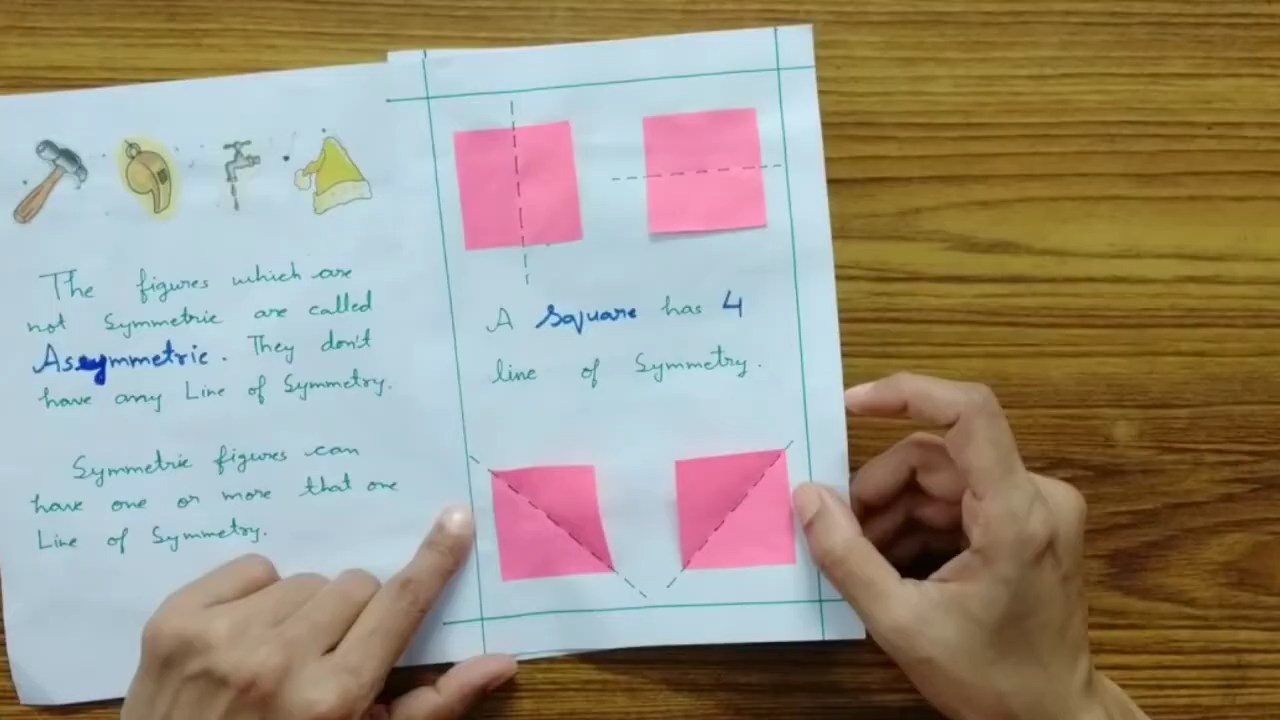 The figures which are
not Symmetric are called
Assymmetric. They don't
have any Line of Symmetry.
Symmetric figures can
have one or more that one
Line of Symmetry.
A square has 4
line of Symmetry.